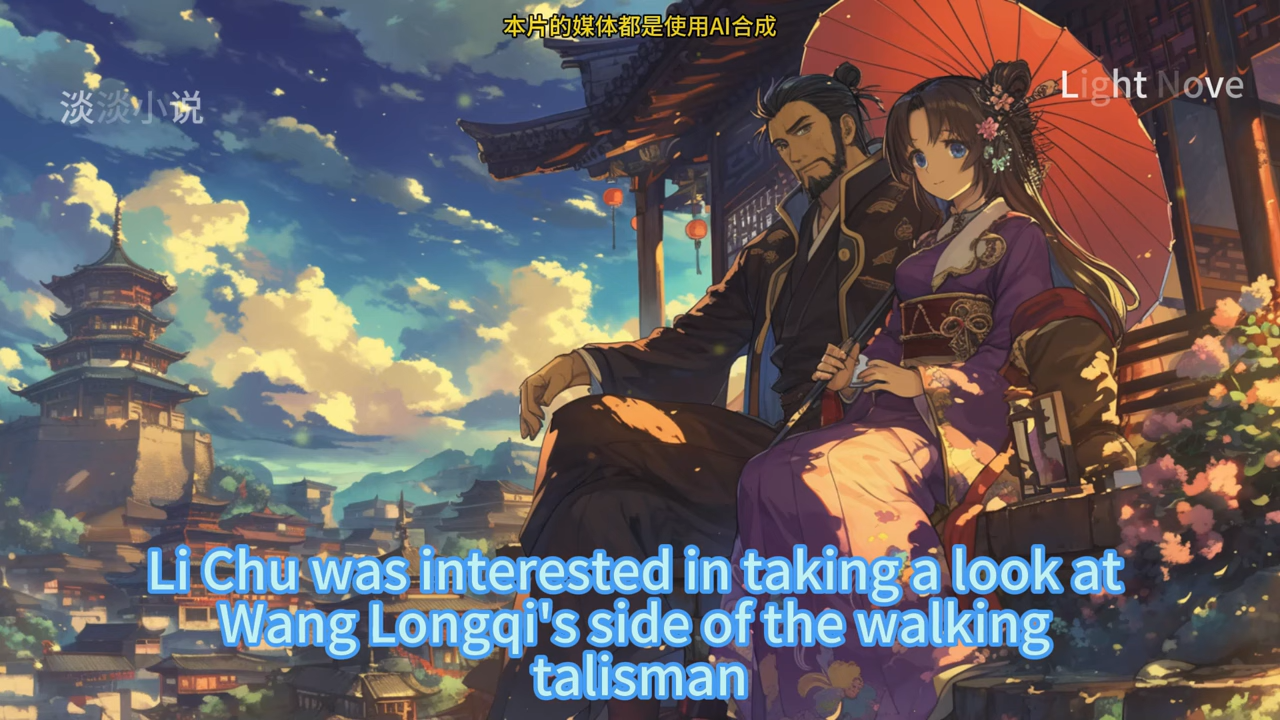 本片的媒体都是使用AI合成
淡淡小说
Light Nove
Li Chu was interested in taking a look at
Wang Longqi's side of the walking
talisman